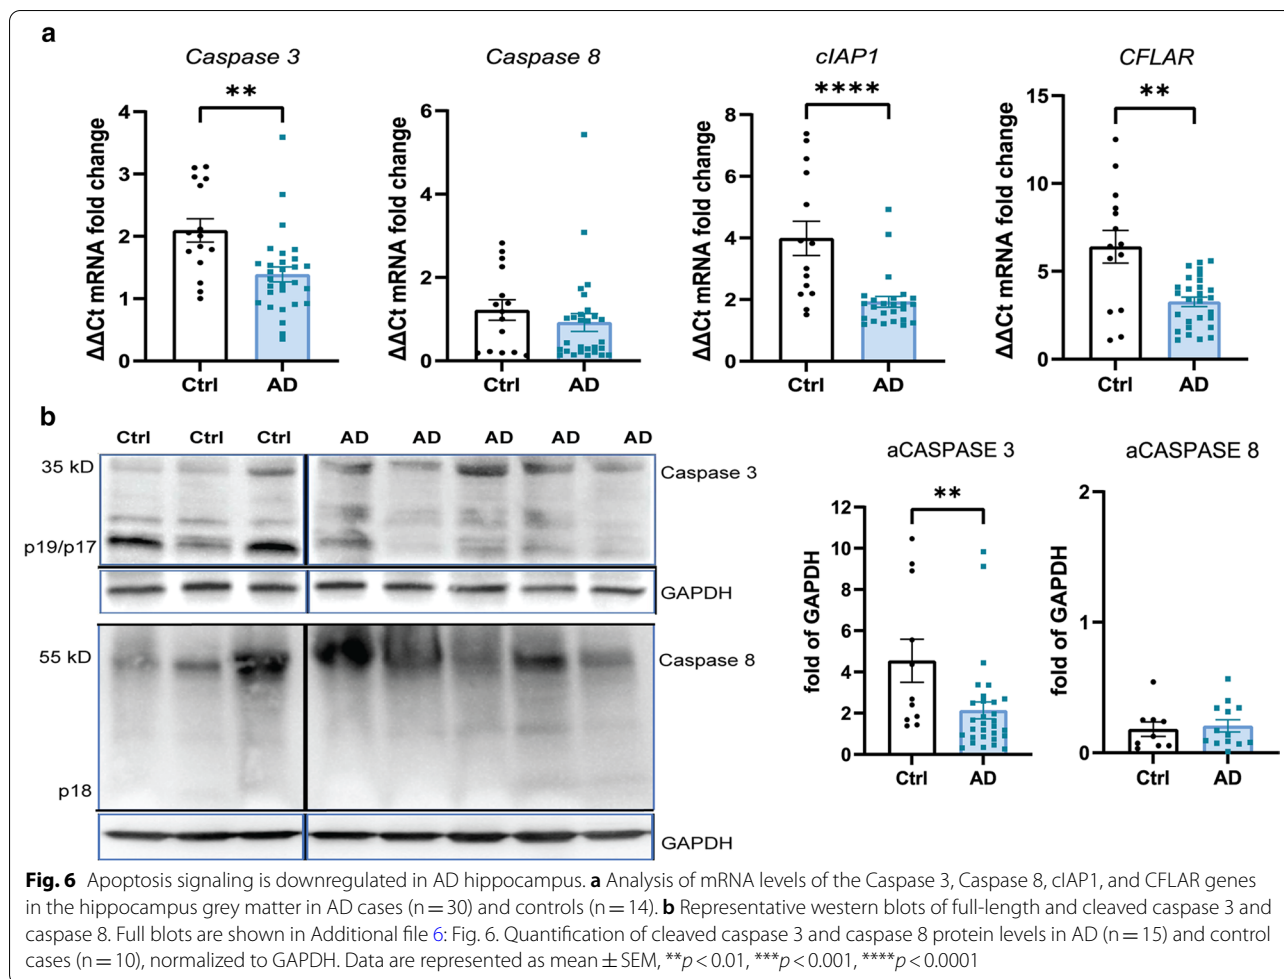 a
Caspase 3
Caspase 8
cIAP1
CFLAR
**
****
**
ΔΔCt mRNA fold change
4
3
2
1
0
Ctrl AD
ΔΔCt mRNA fold change
6
4
2
0
Ctrl AD
ΔΔCt mRNA fold change
8
6
4
2
0
Ctrl AD
ΔΔCt mRNA fold change
15
10
5
0
Ctrl AD
b
Ctrl Ctrl Ctrl AD AD AD AD AD
35 kD
Caspase 3
p19/p17
GAPDH
55 kD
Caspase 8
p18
GAPDH
aCASPASE 3
**
fold of GAPDH
12
10
8
6
4
2
0
Ctrl AD
aCASPASE 8
fold of GAPDH
2
1
0
Ctrl AD
Fig. 6 Apoptosis signaling is downregulated in AD hippocampus. a Analysis of mRNA levels of the Caspase 3, Caspase 8, cIAP1, and CFLAR genes
in the hippocampus grey matter in AD cases (n = 30) and controls (n = 14). b Representative western blots of full-length and cleaved caspase 3 and
caspase 8. Full blots are shown in Additional file 6: Fig. 6. Quantification of cleaved caspase 3 and caspase 8 protein levels in AD (n = 15) and control
cases (n = 10), normalized to GAPDH. Data are represented as mean ± SEM, **p < 0.01, ***p < 0.001, ****p < 0.0001